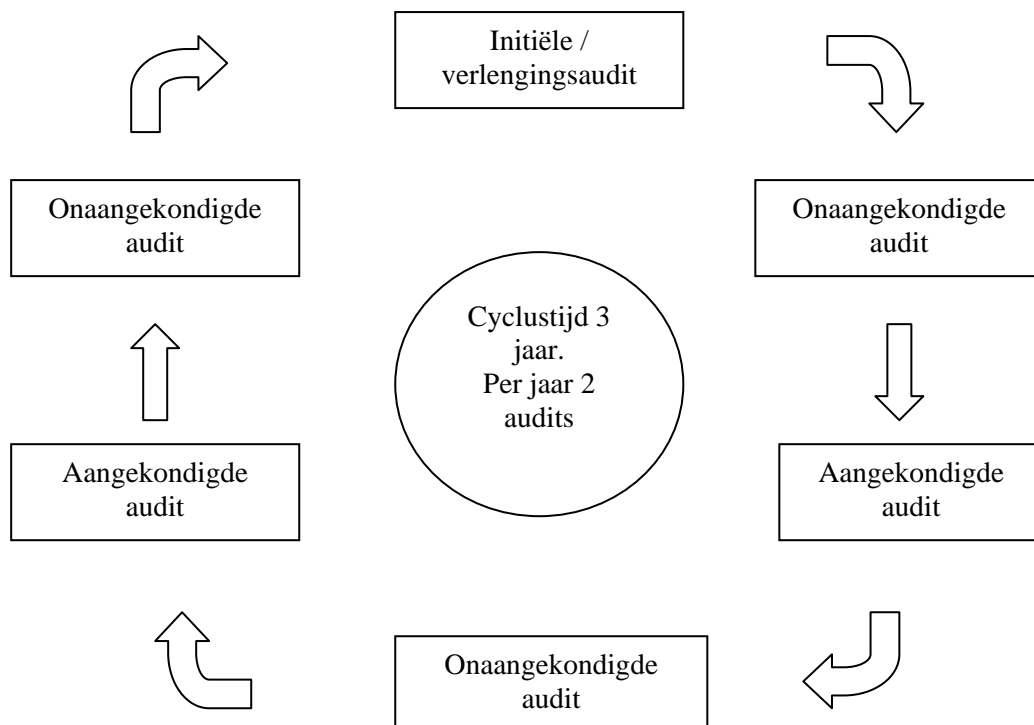 Initiële /
verlengingsaudit
Onaangekondigde
audit
Onaangekondigde
audit
Cyclustijd 3
jaar.
Per jaar 2
audits
Aangekondigde
audit
Aangekondigde
audit
Onaangekondigde
audit